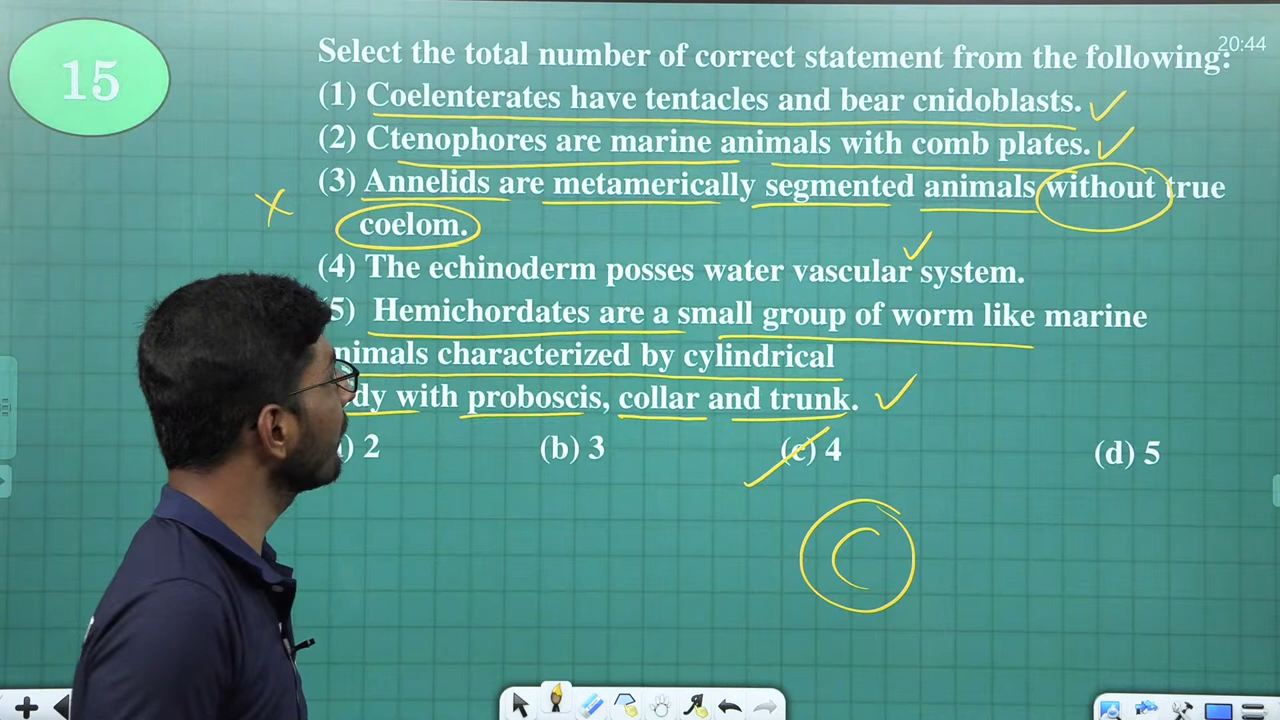 15
20:44
Select the total number of correct statement from the following:
(1) Coelenterates have tentacles and bear cnidoblasts.
(2) Ctenophores are marine animals with comb plates.
(3) Annelids are metamerically segmented animals without true
coelom.
(4) The echinoderm posses water vascular system.
5) Hemichordates are a small group of worm like marine
nimals characterized by cylindrical
dy with proboscis, collar and trunk.
) 2 (b) 3 (c) 4 (d) 5
C